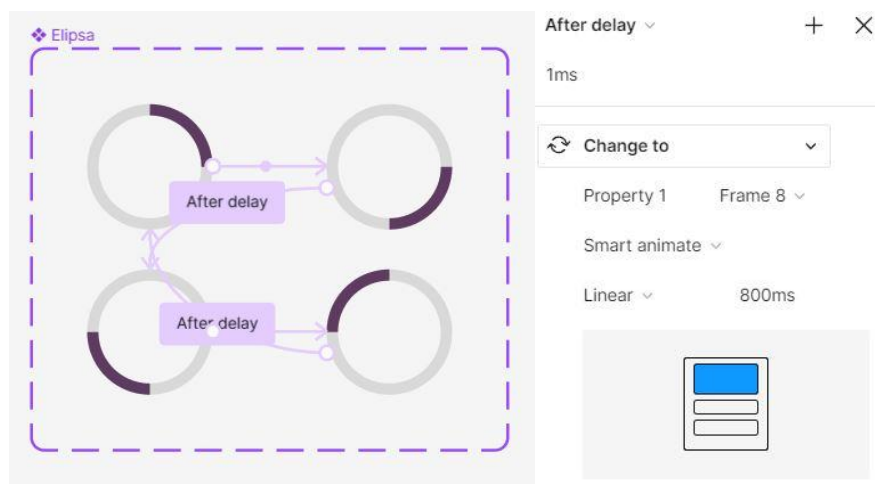 Elipsa
After delay
After delay
After delay
1ms
Change to
Property 1 Frame 8
Smart animate
Linear 800ms